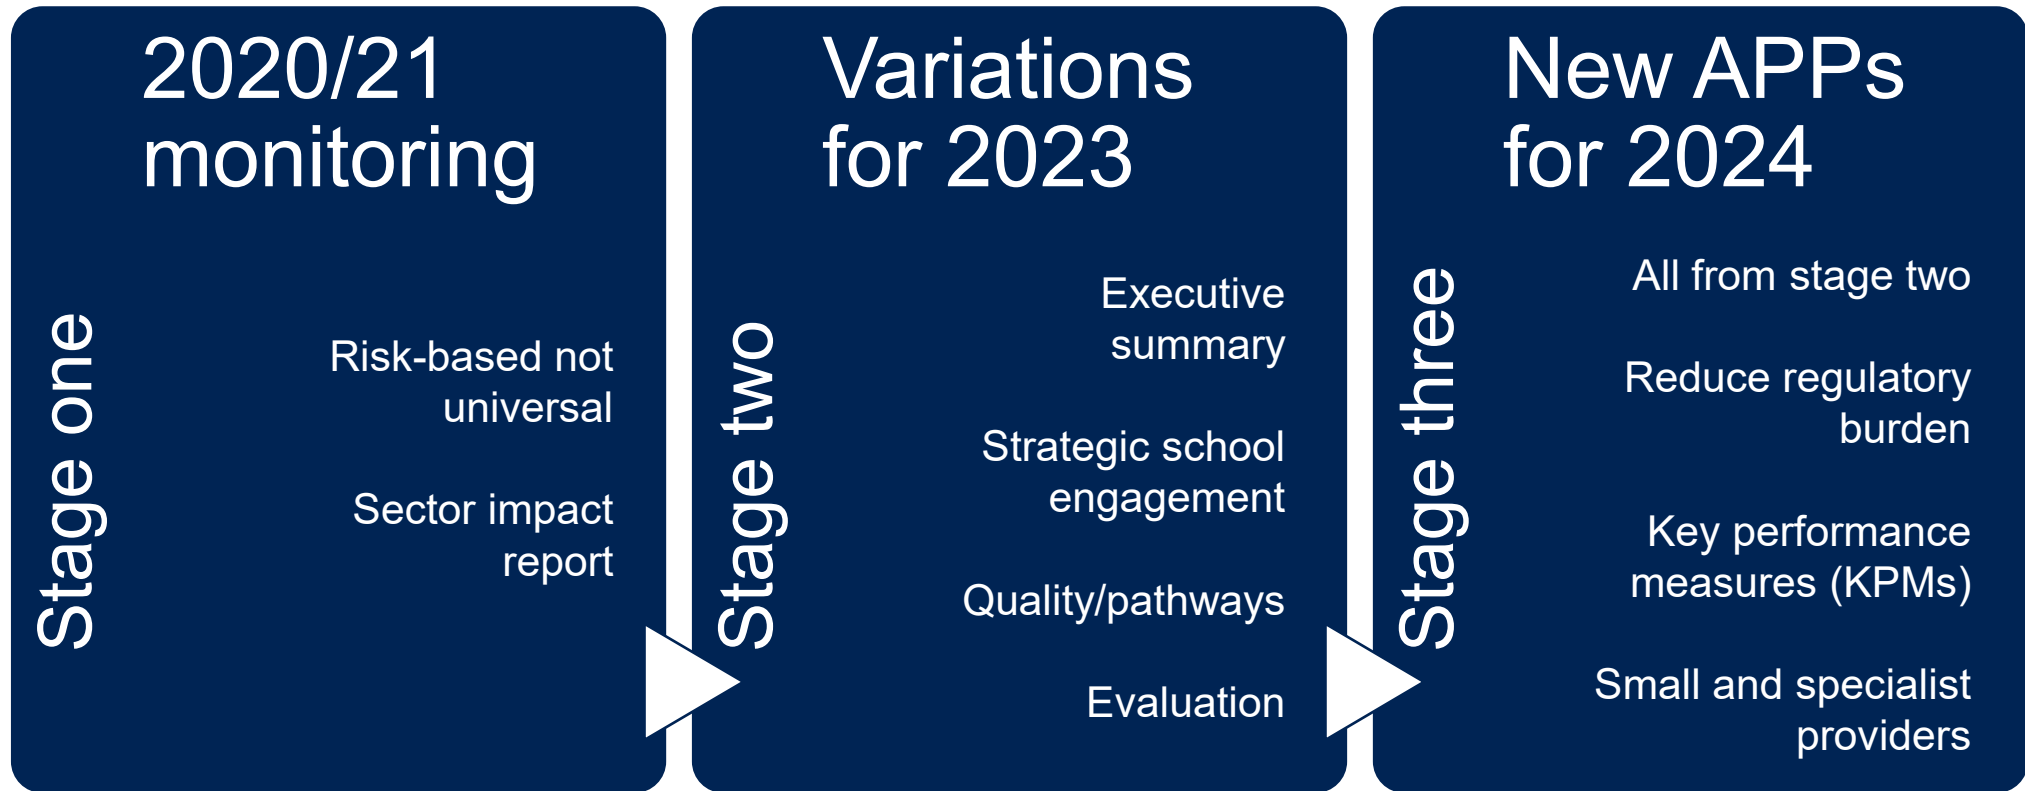 2020/21
monitoring
Stage one
Risk-based not
universal
Sector impact
report
Variations
for 2023
Stage two
Executive
summary
Strategic school
engagement
Quality/pathways
Evaluation
New APPs
for 2024
Stage three
All from stage two
Reduce regulatory
burden
Key performance
measures (KPMs)
Small and specialist
providers